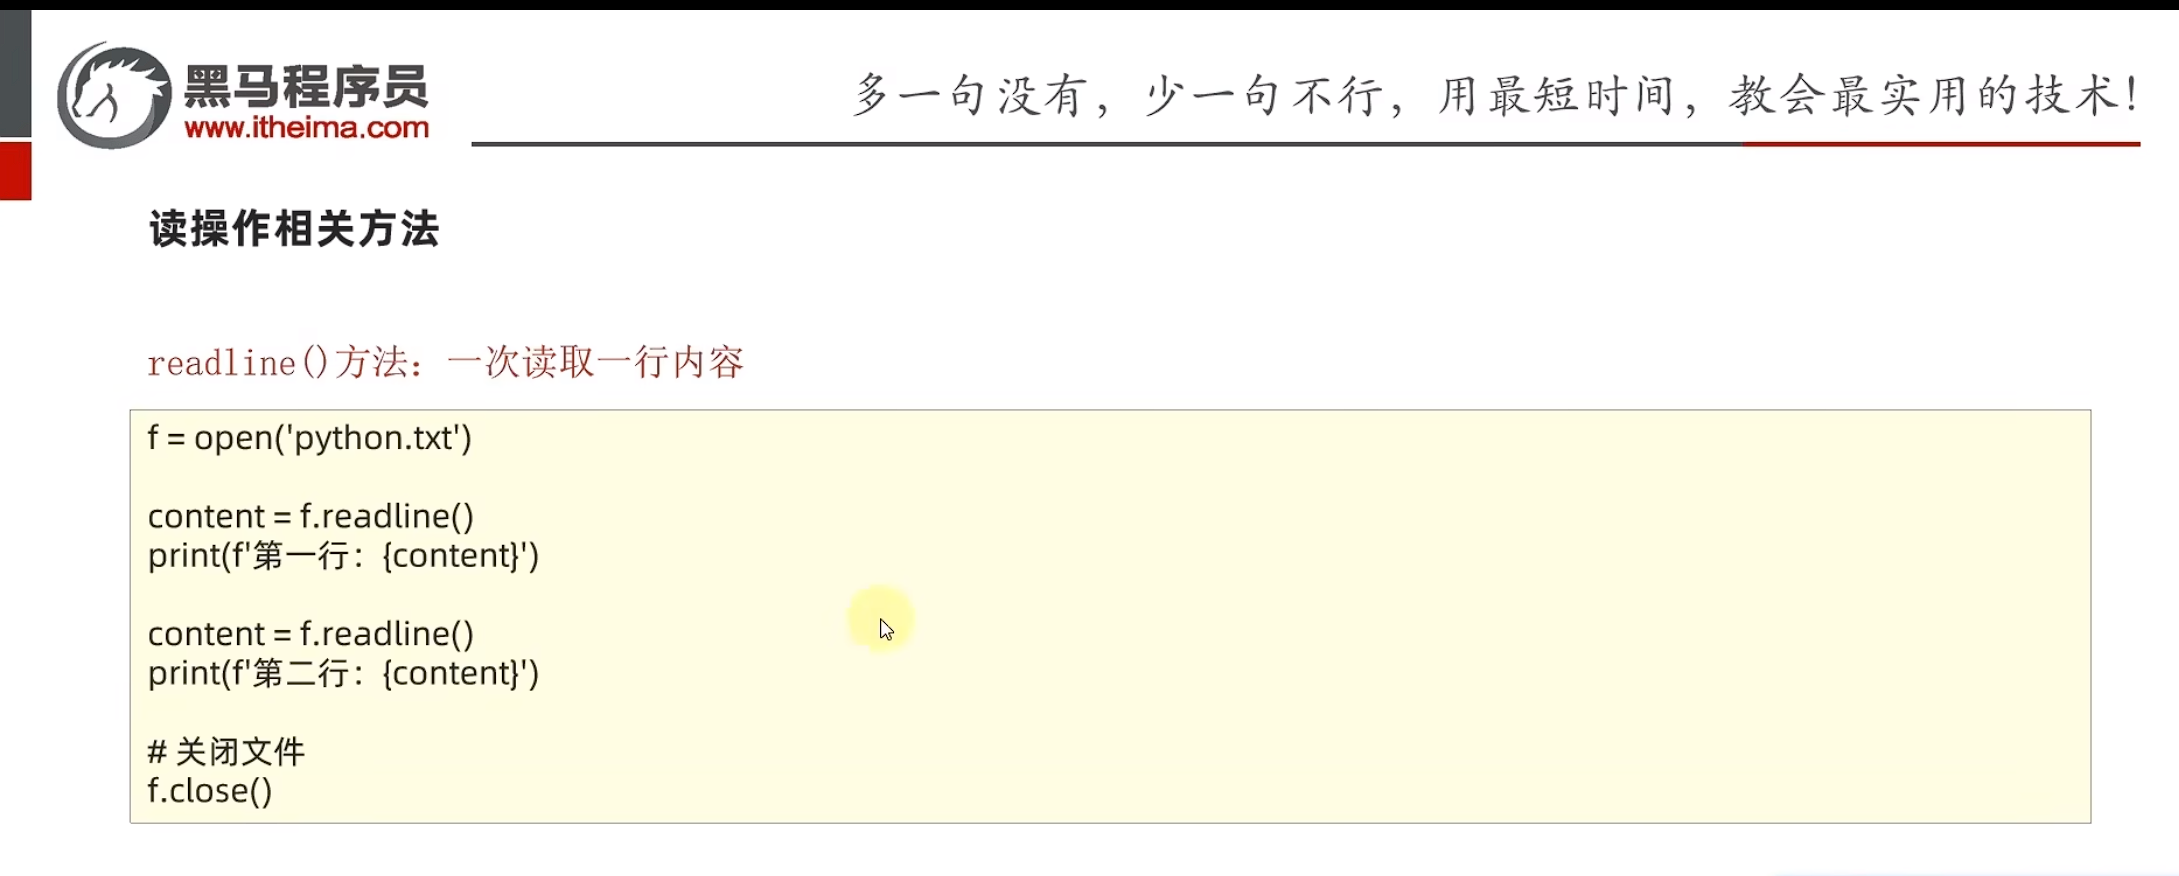 黑马程序员
www.itheima.com
多一句没有，少一句不行，用最短时间，教会最实用的技术！
读操作相关方法
readline()方法：一次读取一行内容
f = open('python.txt')
content = f.readline()
print(f'第一行：{content}')
content = f.readline()
print(f'第二行：{content}')
# 关闭文件
f.close()